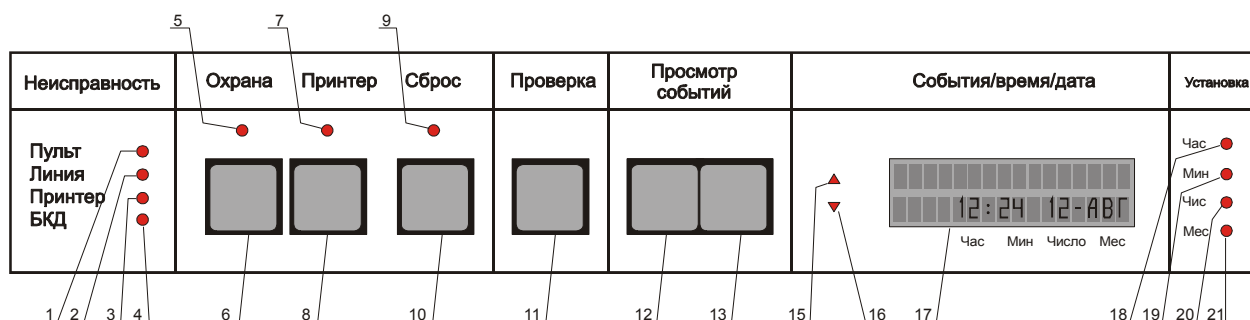 5 7 9
Неисправность Охрана Принтер Сброс Проверка Просмотр событий События/время/дата Установка
Пульт
Линия
Принтер
БКД
Час
Мин
Чис
Мес
12:24 12-АВГ
Час Мин Число Мес
1 2 3 4 6 8 10 11 12 13 15 16 17 18 19 20 21